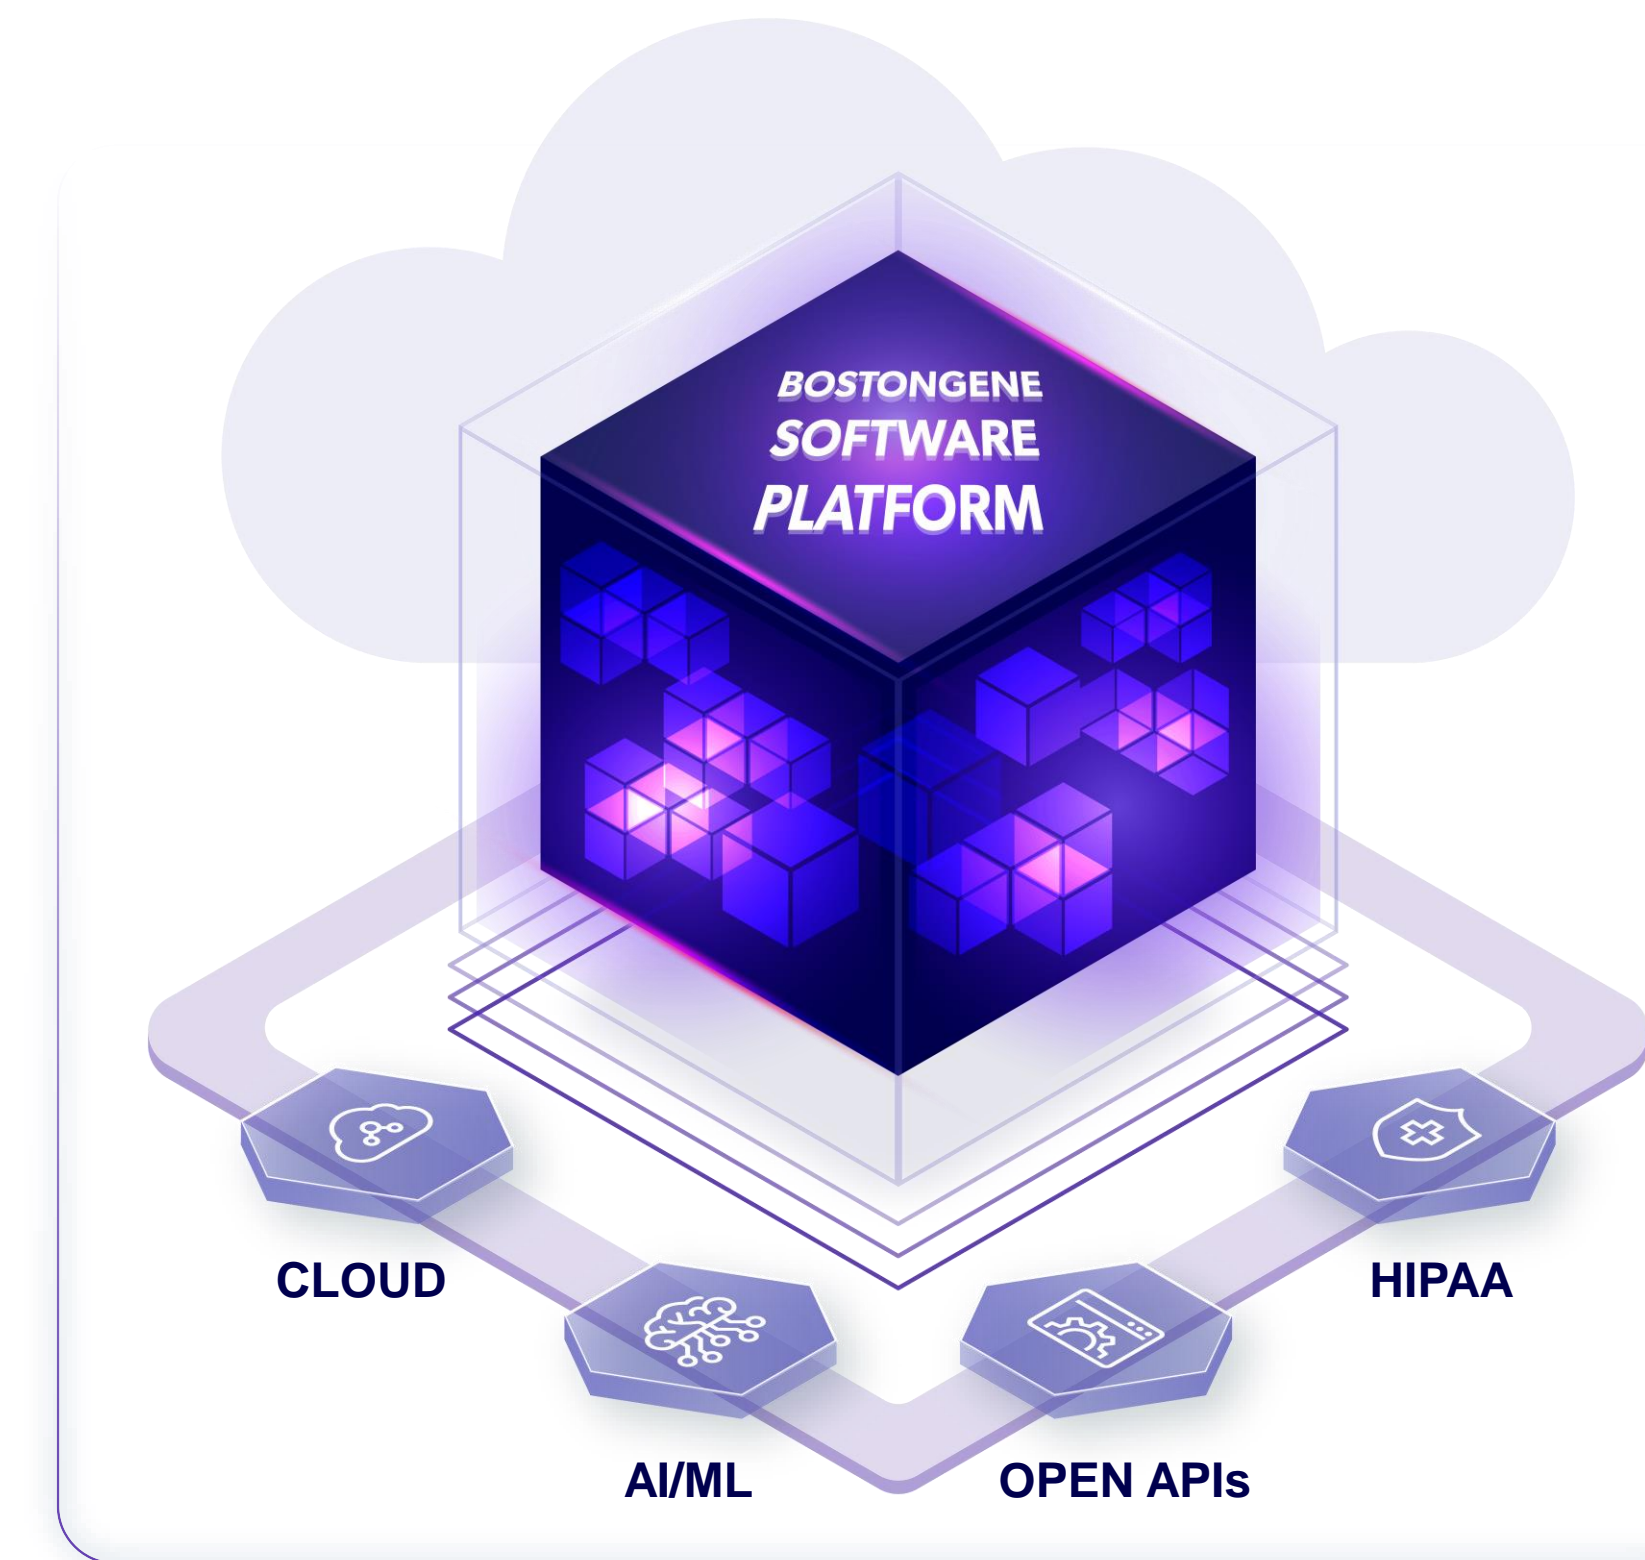 BOSTONGENE
SOFTWARE
PLATFORM
CLOUD
HIPAA
AI/ML
OPEN APIs